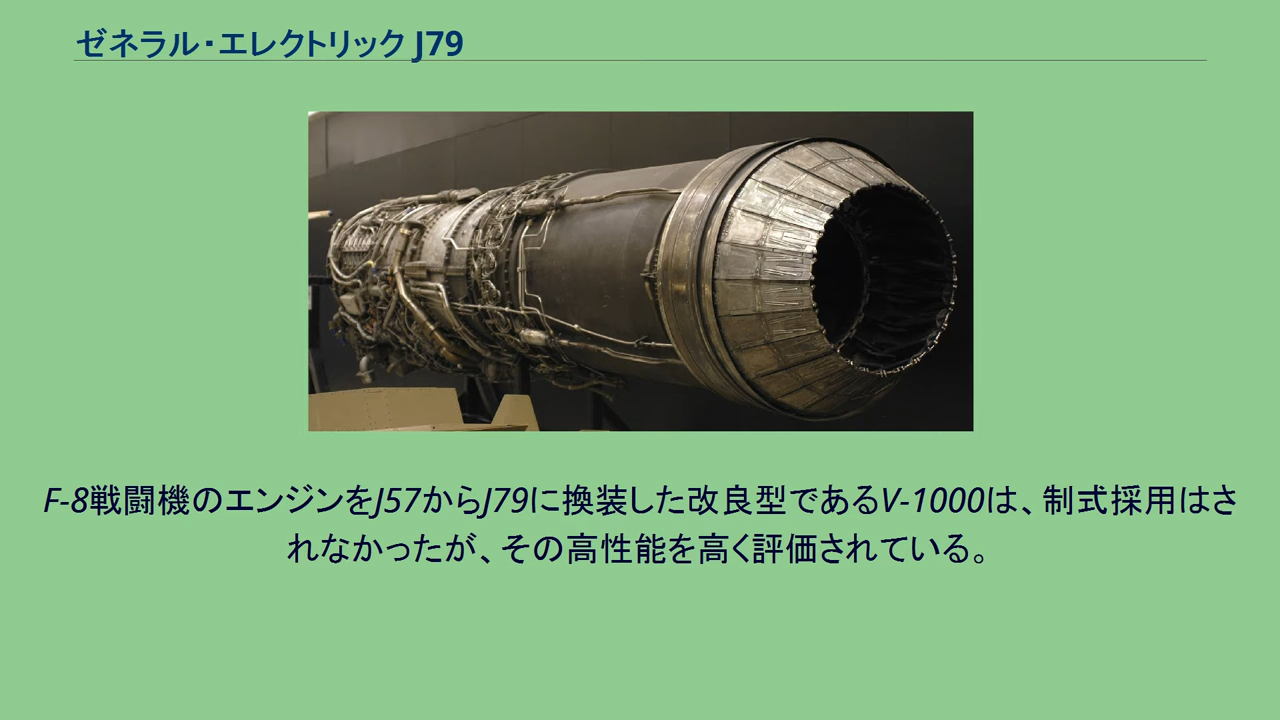 ゼネラル・エレクトリック J79
F-8戦闘機のエンジンをJ57からJ79に換装した改良型であるV-1000は、制式採用はさ
れなかったが、その高性能を高く評価されている。